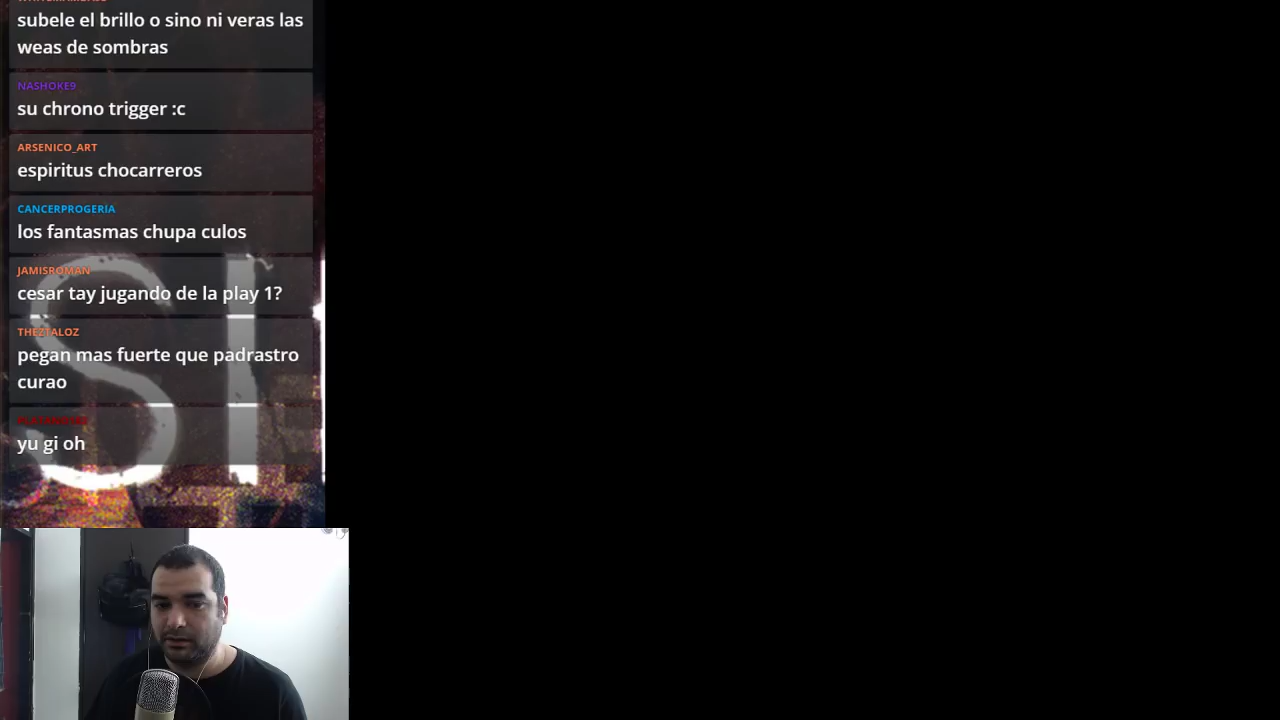 subele el brillo o sino ni veras las
weas de sombras
NASHOKE9
su chrono trigger :c
ARSENICO_ART
espiritus chocarreros
CANCERPROGERÍA
los fantasmas chupa culos
JAMISROMAN
cesar tay jugando de la play 1?
THEZTALOZ
pegan mas fuerte que padrastro
curao
yu gi oh
SI